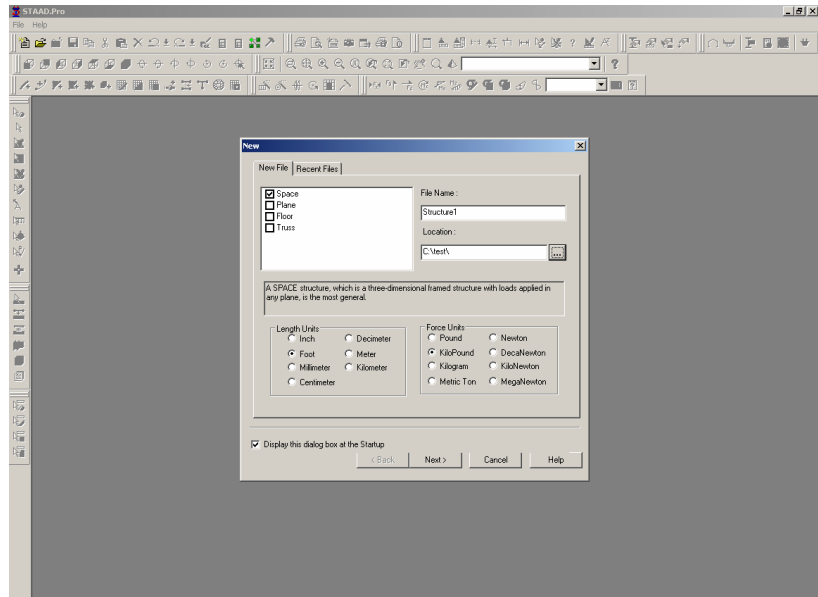 STAAD.Pro
File Help
New
New File Recent Files
Space
Plane
Floor
Truss
File Name :
Structure1
Location :
C:\test\
...
A SPACE structure, which is a three-dimensional framed structure with loads applied in
any plane, is the most general.
Length Units
Inch Decimeter
Foot Meter
Millimeter Kilometer
Centimeter
Force Units
Pound Newton
KiloPound DecaNewton
Kilogram KiloNewton
Metric Ton MegaNewton
Display this dialog box at the Startup
< Back Next > Cancel Help